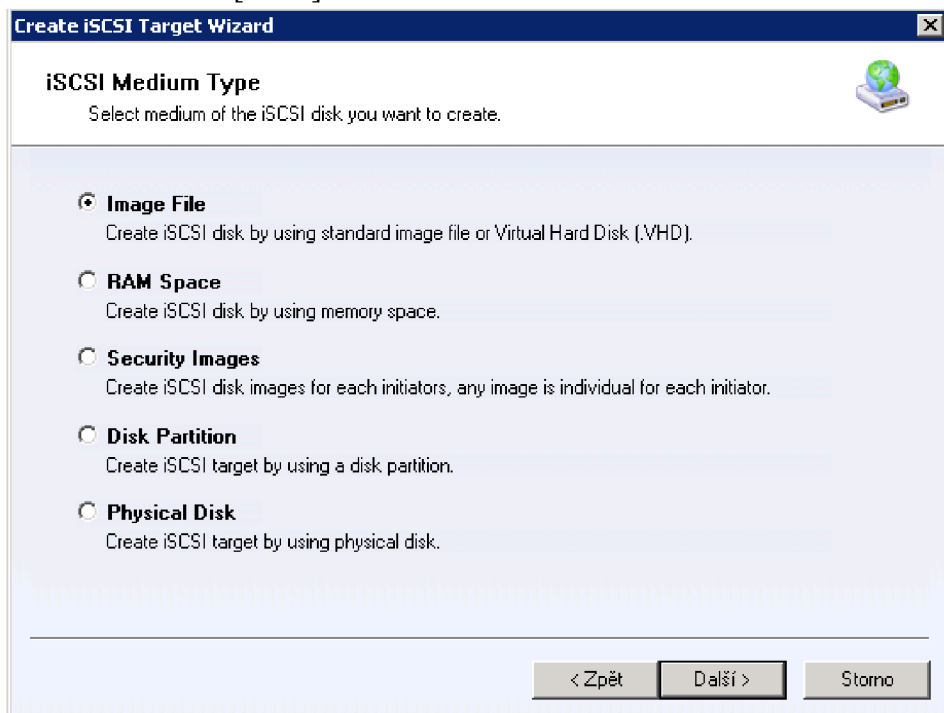 Create iSCSI Target Wizard
iSCSI Medium Type
Select medium of the iSCSI disk you want to create.
Image File
Create iSCSI disk by using standard image file or Virtual Hard Disk (.VHD).
RAM Space
Create iSCSI disk by using memory space.
Security Images
Create iSCSI disk images for each initiators, any image is individual for each initiator.
Disk Partition
Create iSCSI target by using a disk partition.
Physical Disk
Create iSCSI target by using physical disk.
< Zpět
Další >
Storno